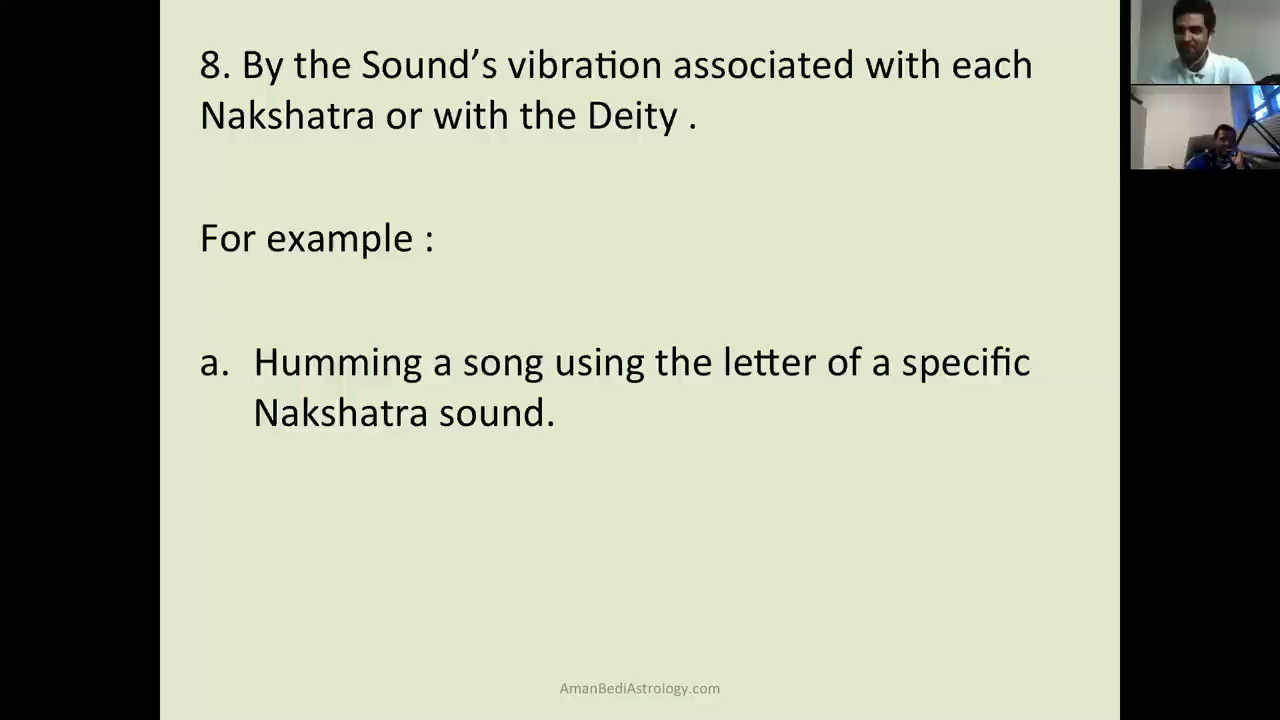 8. By the Sound’s vibration associated with each
Nakshatra or with the Deity .
For example :
a. Humming a song using the letter of a specific
Nakshatra sound.
AmanBediAstrology.com